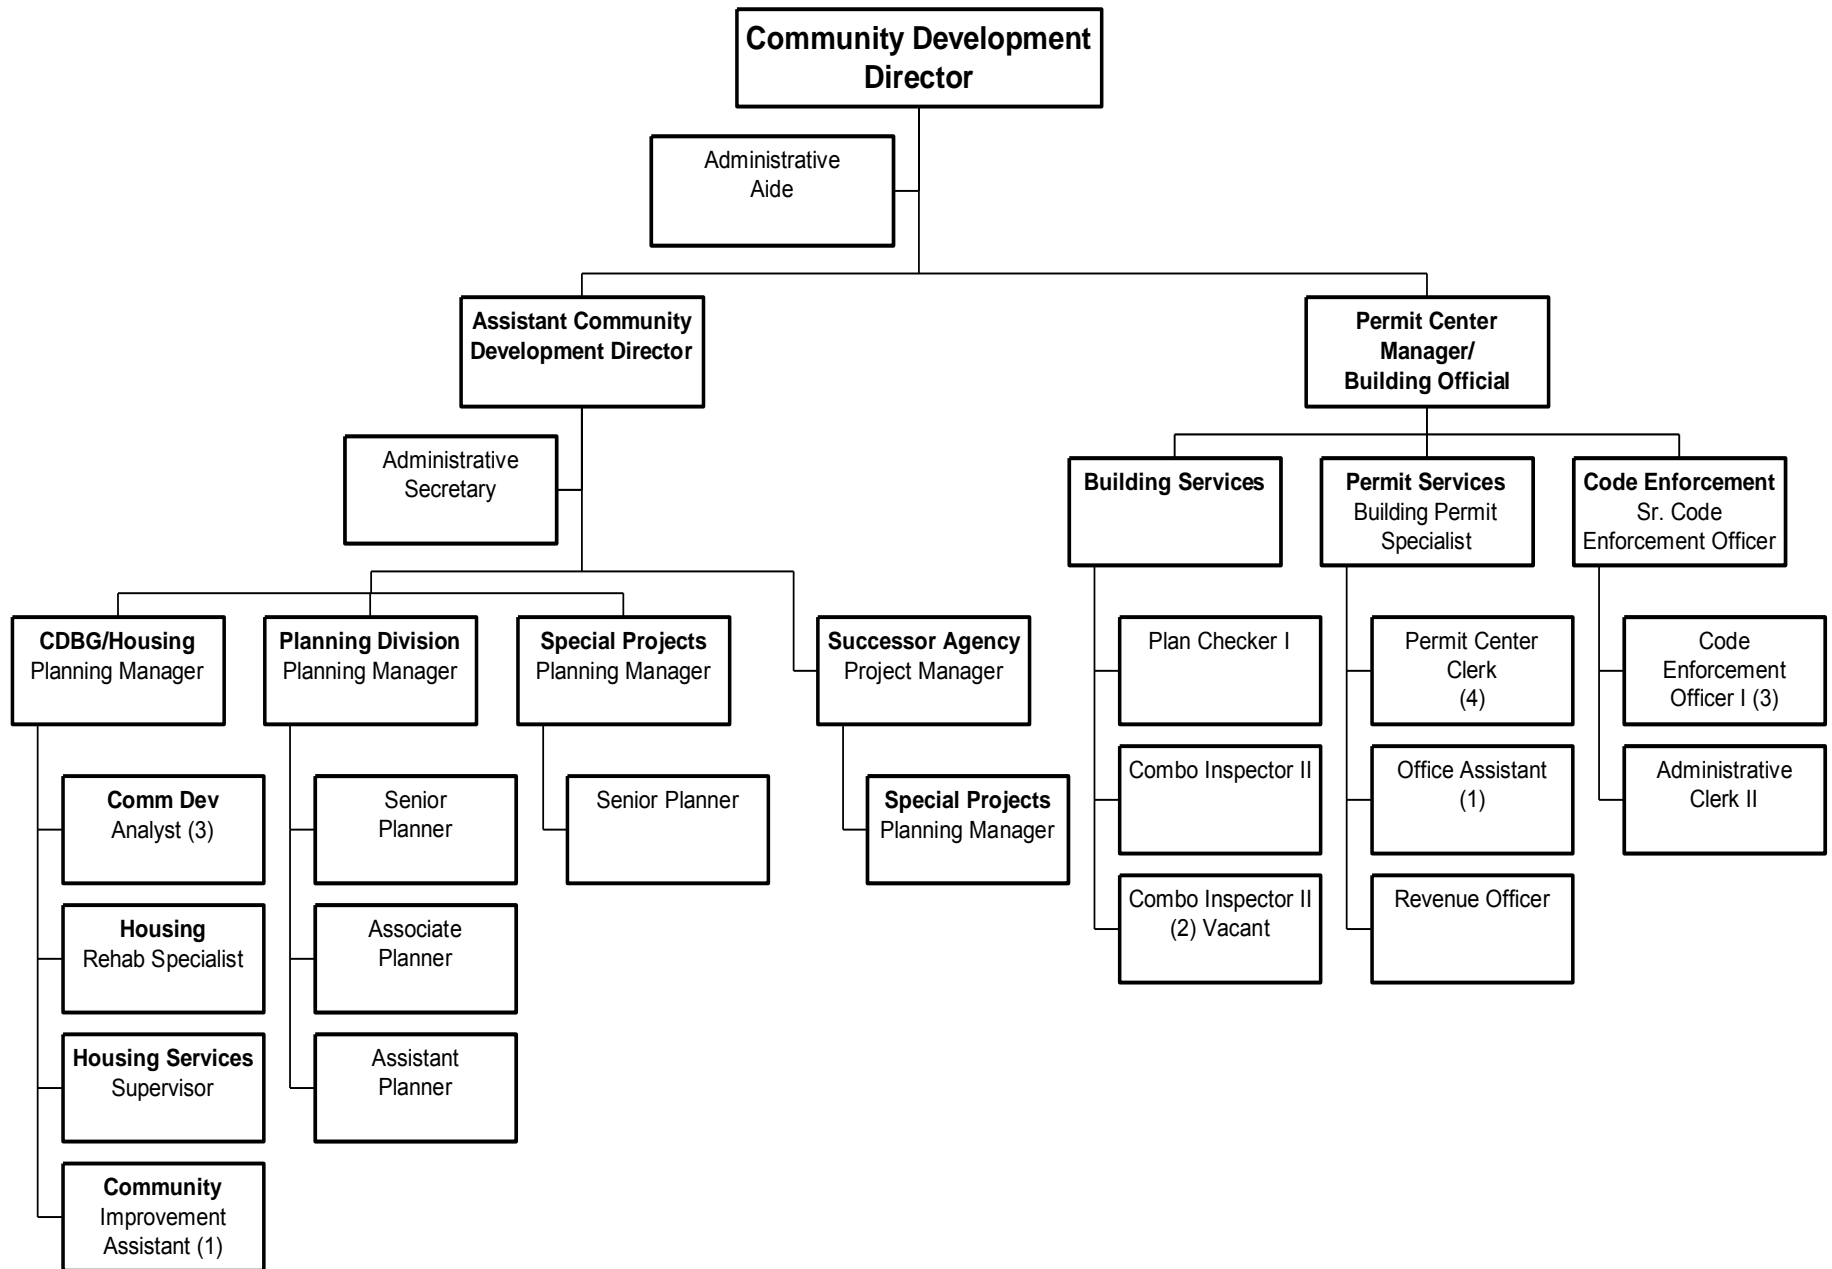 Community Development
Director
Administrative
Aide
Assistant Community
Development Director
Permit Center
Manager/
Building Official
Administrative
Secretary
Building Services
Permit Services
Building Permit
Specialist
Code Enforcement
Sr. Code
Enforcement Officer
CDBG/Housing
Planning Manager
Planning Division
Planning Manager
Special Projects
Planning Manager
Successor Agency
Project Manager
Plan Checker I
Permit Center
Clerk
(4)
Code
Enforcement
Officer I (3)
Comm Dev
Analyst (3)
Senior
Planner
Senior Planner
Special Projects
Planning Manager
Combo Inspector II
Office Assistant
(1)
Administrative
Clerk II
Housing
Rehab Specialist
Associate
Planner
Combo Inspector II
(2) Vacant
Revenue Officer
Housing Services
Supervisor
Assistant
Planner
Community
Improvement
Assistant (1)